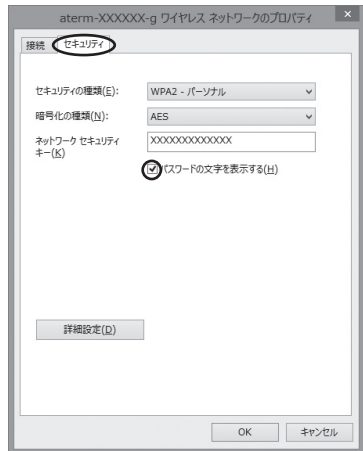 aterm-XXXXXX-g ワイヤレス ネットワークのプロパティ
×
接続 セキュリティ
セキュリティの種類(E): WPA2 - パーソナル
暗号化の種類(N): AES
ネットワーク セキュリティ キー(K) XXXXXXXXXXXXX
パスワードの文字を表示する(H)
詳細設定(D)
OK キャンセル